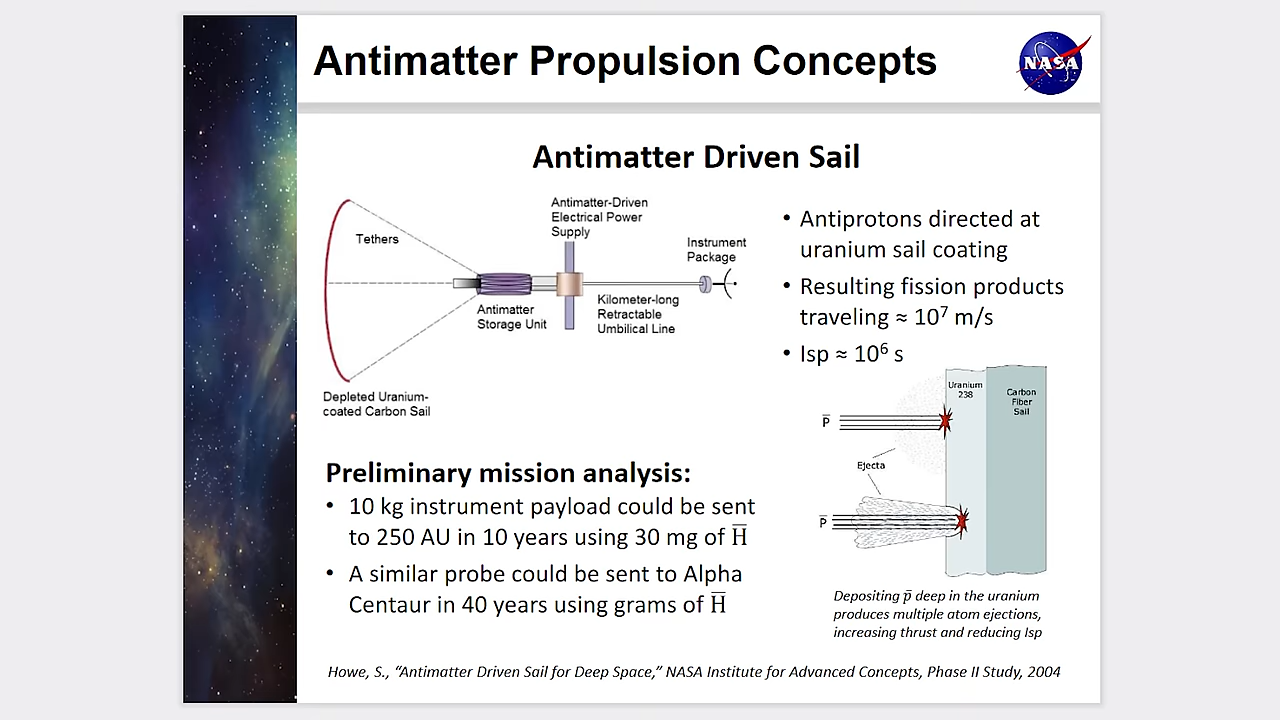 Antimatter Propulsion Concepts
NASA
Antimatter Driven Sail
Tethers
Antimatter-Driven
Electrical Power
Supply
Instrument
Package
Antimatter
Storage Unit
Kilometer-long
Retractable
Umbilical Line
Depleted Uranium-
coated Carbon Sail
• Antiprotons directed at
uranium sail coating
• Resulting fission products
traveling ≈ 10⁷ m/s
• Isp ≈ 10⁶ s
Uranium
238
Carbon
Fiber
Sail
P̅
Ejecta
P̅
Depositing p̅ deep in the uranium
produces multiple atom ejections,
increasing thrust and reducing Isp
Preliminary mission analysis:
• 10 kg instrument payload could be sent
to 250 AU in 10 years using 30 mg of H̅
• A similar probe could be sent to Alpha
Centaur in 40 years using grams of H̅
Howe, S., “Antimatter Driven Sail for Deep Space,” NASA Institute for Advanced Concepts, Phase II Study, 2004